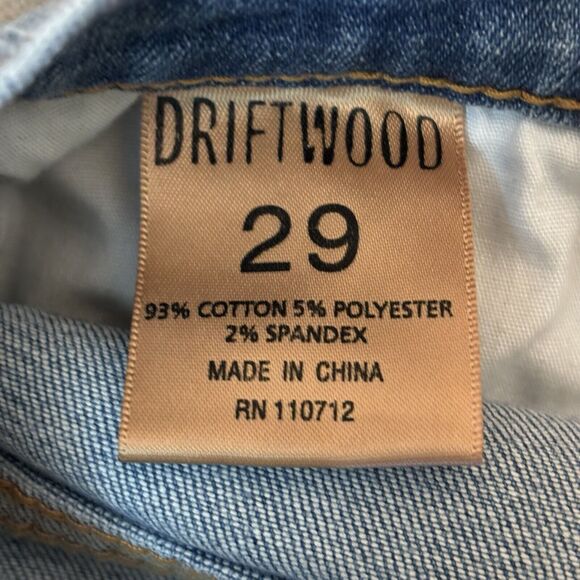 DRIFTWOOD
29
93% COTTON 5% POLYESTER
2% SPANDEX
MADE IN CHINA
RN 110712